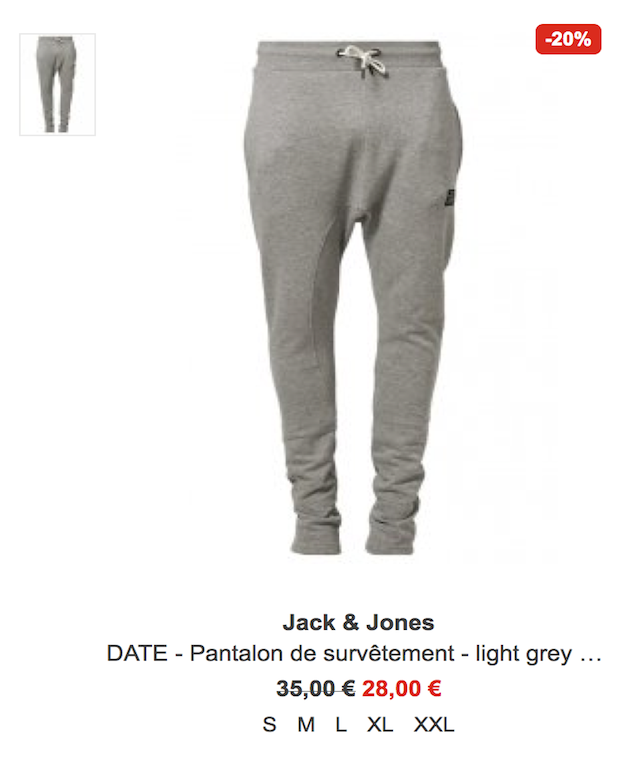 -20%
Jack & Jones
DATE - Pantalon de survêtement - light grey …
35,00 € 28,00 €
S M L XL XXL